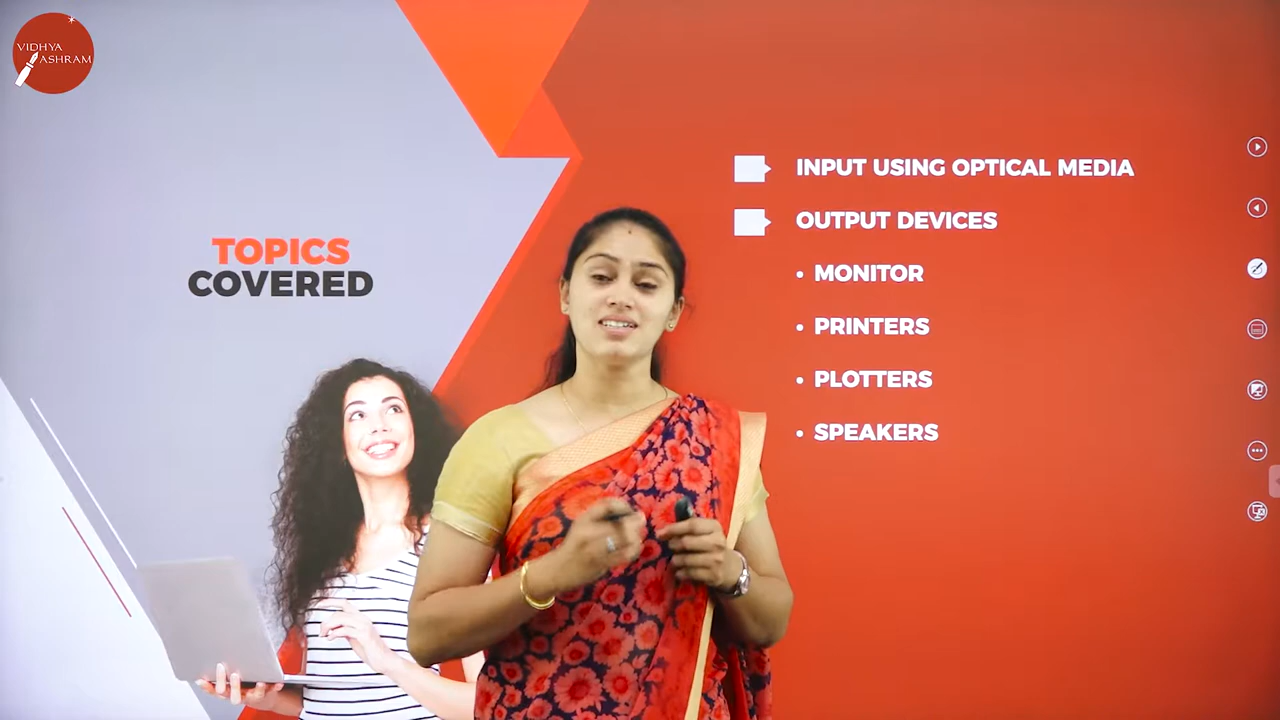 VIDHYA
ASHRAM
TOPICS
COVERED
INPUT USING OPTICAL MEDIA
OUTPUT DEVICES
• MONITOR
• PRINTERS
• PLOTTERS
• SPEAKERS